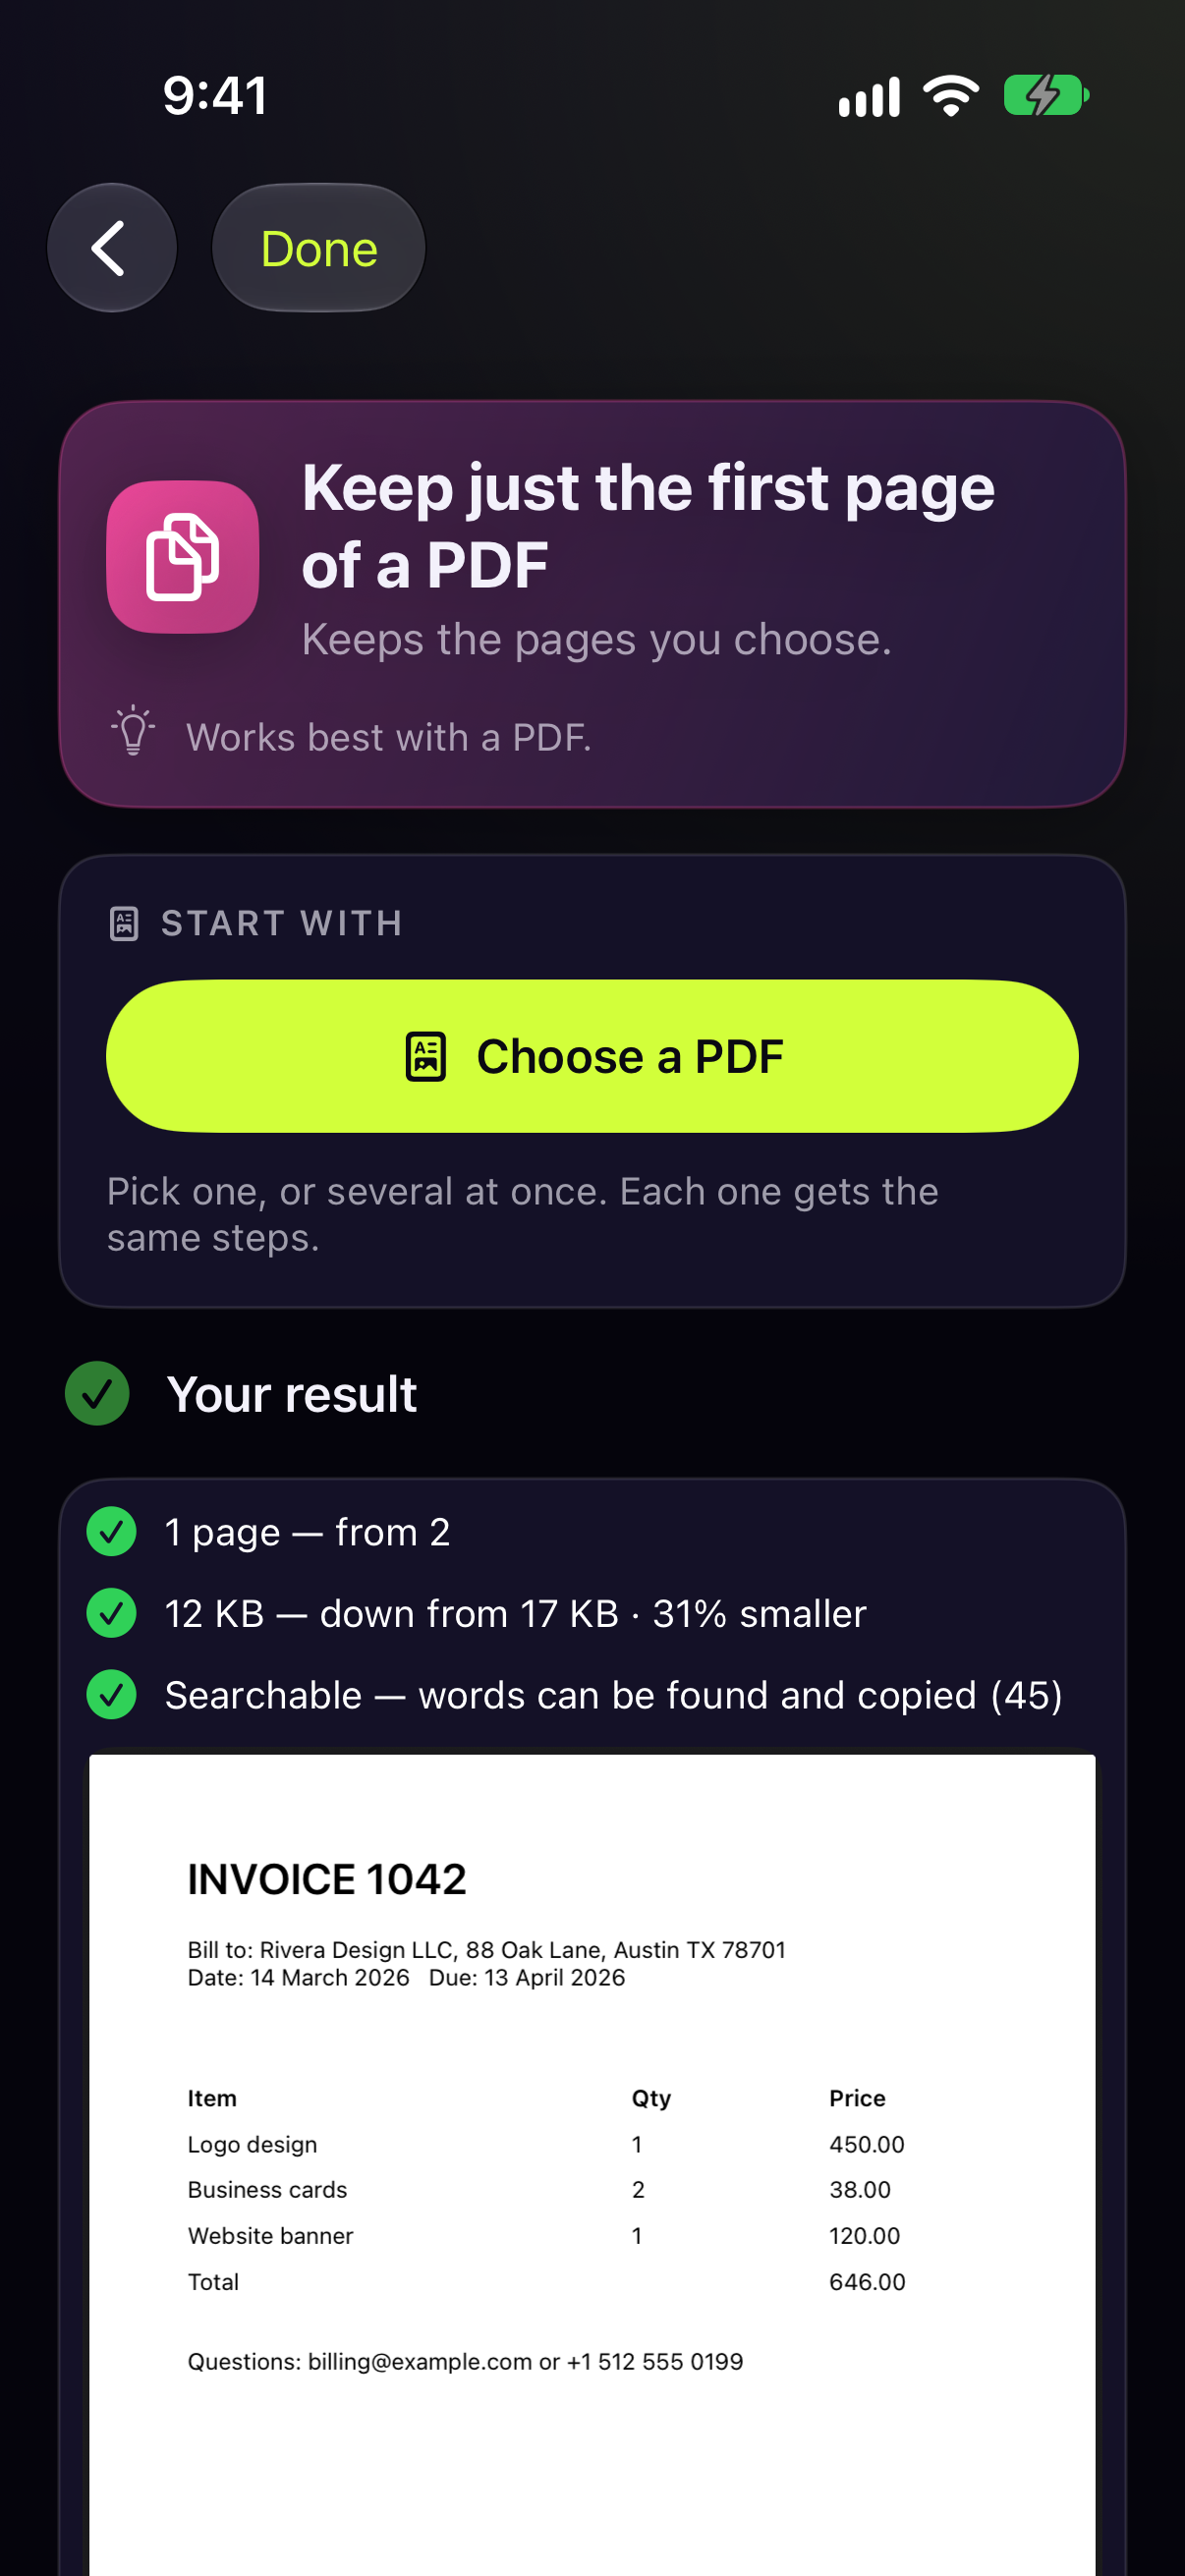 9:41
Done
Keep just the first page
of a PDF
Keeps the pages you choose.
Works best with a PDF.
START WITH
Choose a PDF
Pick one, or several at once. Each one gets the
same steps.
Your result
1 page — from 2
12 KB — down from 17 KB · 31% smaller
Searchable — words can be found and copied (45)
INVOICE 1042
Bill to: Rivera Design LLC, 88 Oak Lane, Austin TX 78701
Date: 14 March 2026 Due: 13 April 2026
Item Qty Price
Logo design 1 450.00
Business cards 2 38.00
Website banner 1 120.00
Total 646.00
Questions: billing@example.com or +1 512 555 0199